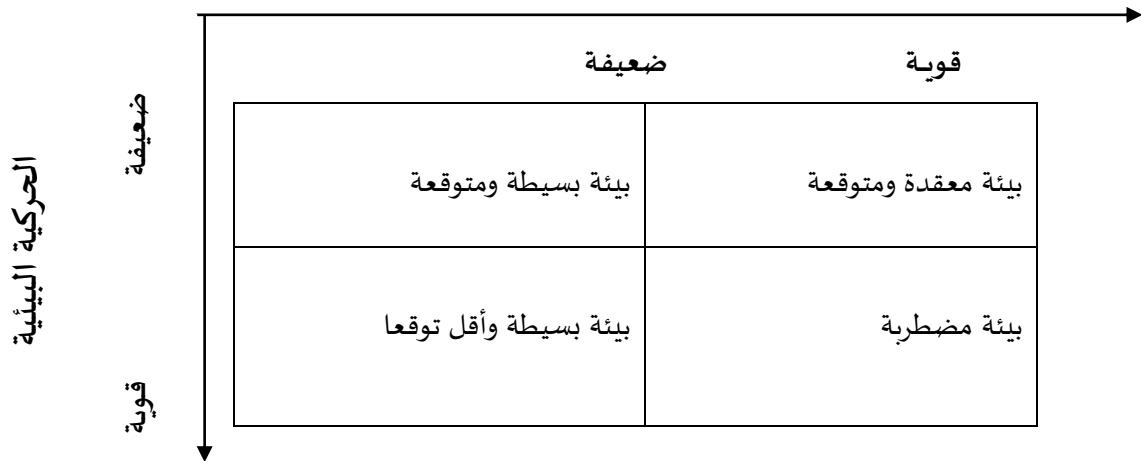 قوية ضعيفة
الحركية البيئية
ضعيفة
بيئة معقدة ومتوقعة
بيئة بسيطة ومتوقعة
قوية
بيئة مضطربة
بيئة بسيطة وأقل توقعا